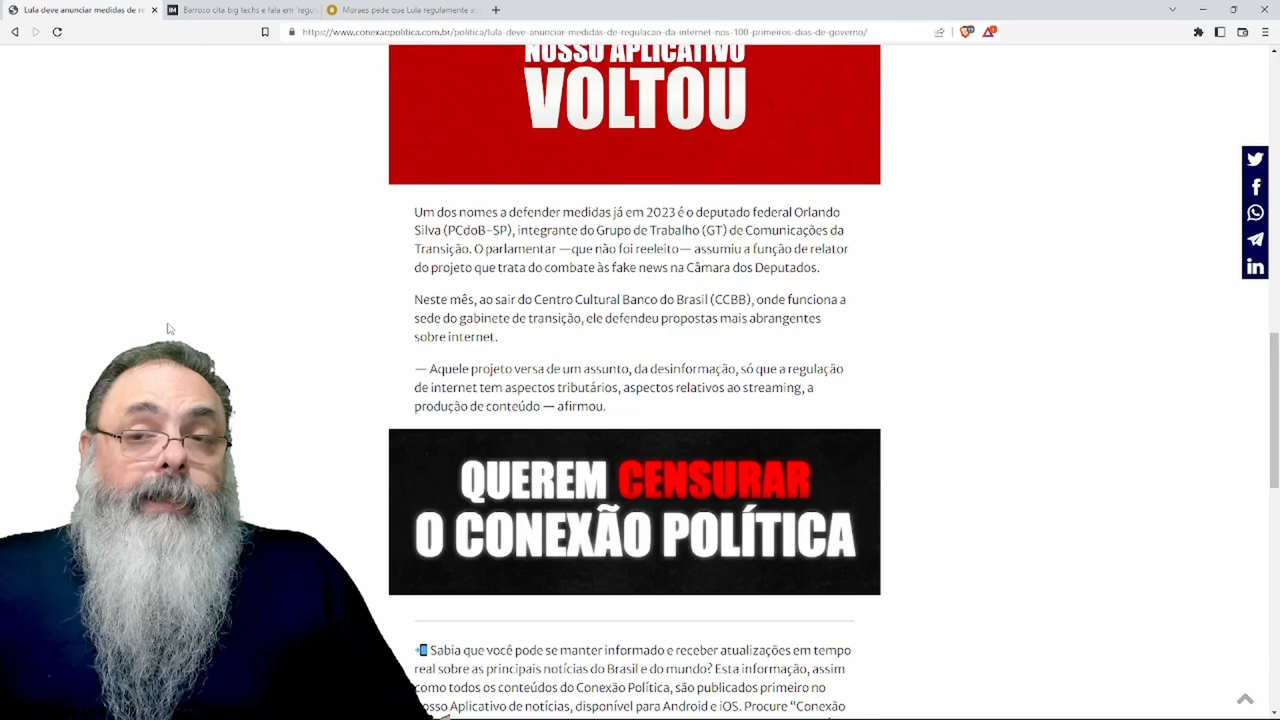 Lula deve anunciar medidas de re
Barroso cita big techs e fala em 'regu
Moraes pede que Lula regulamente as
https://www.conexaopolitica.com.br/politica/lula-deve-anunciar-medidas-de-regulacao-da-internet-nos-100-primeiros-dias-de-governo/
NOSSO APLICATIVO
VOLTOU
Um dos nomes a defender medidas já em 2023 é o deputado federal Orlando
Silva (PCdoB-SP), integrante do Grupo de Trabalho (GT) de Comunicações da
Transição. O parlamentar —que não foi reeleito— assumiu a função de relator
do projeto que trata do combate às fake news na Câmara dos Deputados.
Neste mês, ao sair do Centro Cultural Banco do Brasil (CCBB), onde funciona a
sede do gabinete de transição, ele defendeu propostas mais abrangentes
sobre internet.
— Aquele projeto versa de um assunto, da desinformação, só que a regulação
de internet tem aspectos tributários, aspectos relativos ao streaming, a
produção de conteúdo — afirmou.
QUEREM CENSURAR
O CONEXÃO POLÍTICA
Sabia que você pode se manter informado e receber atualizações em tempo
real sobre as principais notícias do Brasil e do mundo? Esta informação, assim
como todos os conteúdos do Conexão Política, são publicados primeiro no
nosso Aplicativo de notícias, disponível para Android e iOS. Procure “Conexão